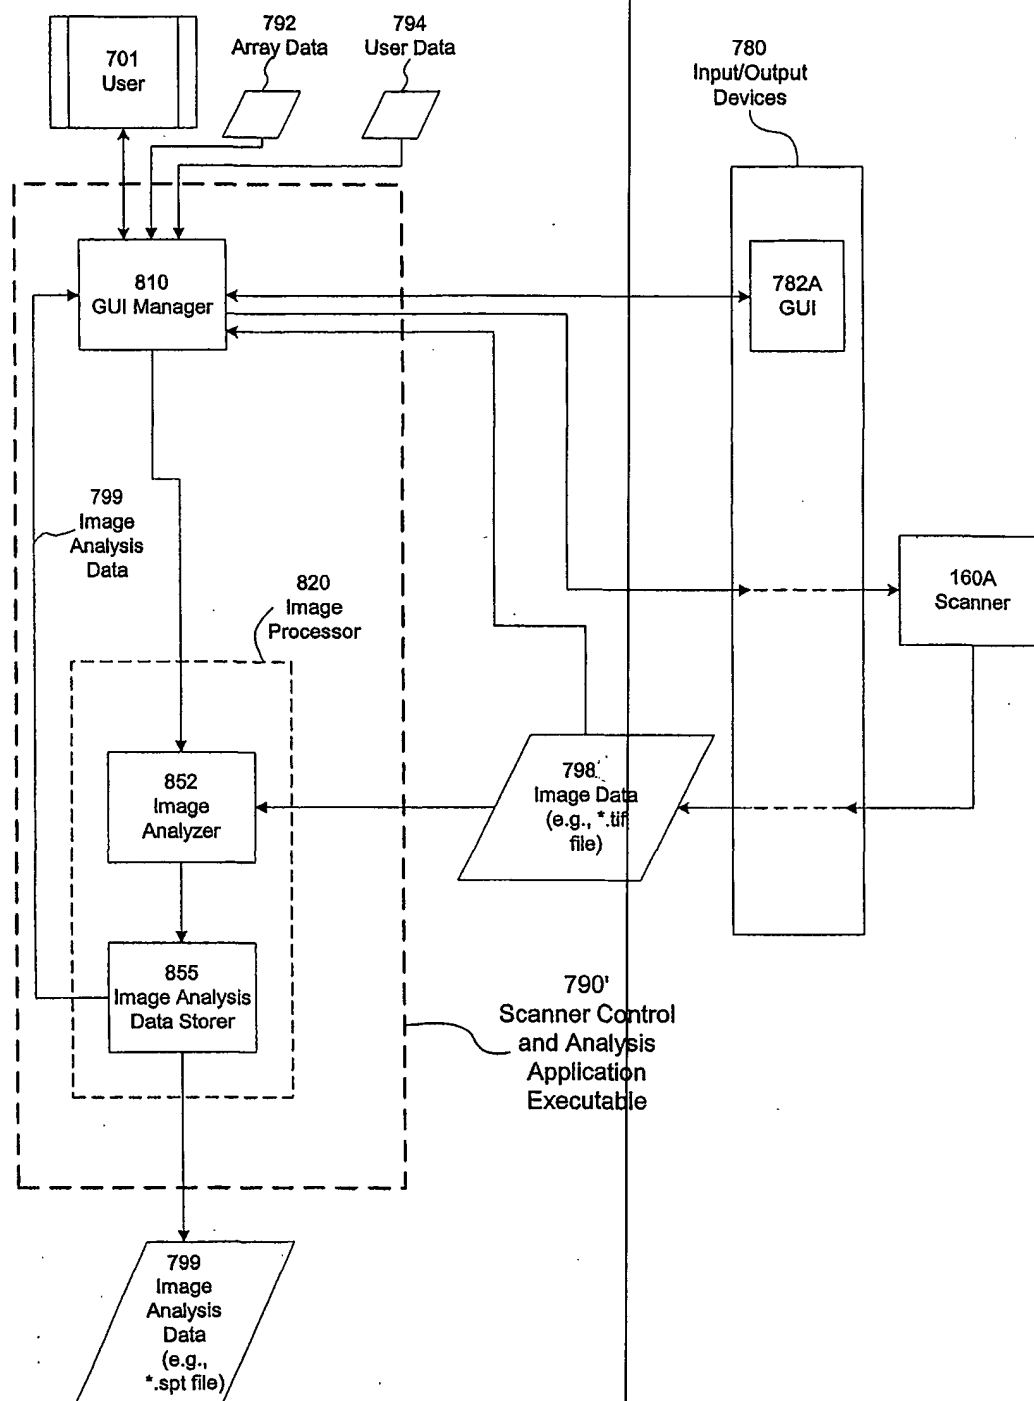 701
User
792
Array Data
794
User Data
780
Input/Output
Devices
810
GUI Manager
782A
GUI
799
Image
Analysis
Data
820
Image
Processor
160A
Scanner
852
Image
Analyzer
798'
Image Data
(e.g., *.tif
file)
855
Image Analysis
Data Storer
790'
Scanner Control
and Analysis
Application
Executable
799
Image
Analysis
Data
(e.g.,
*.spt file)